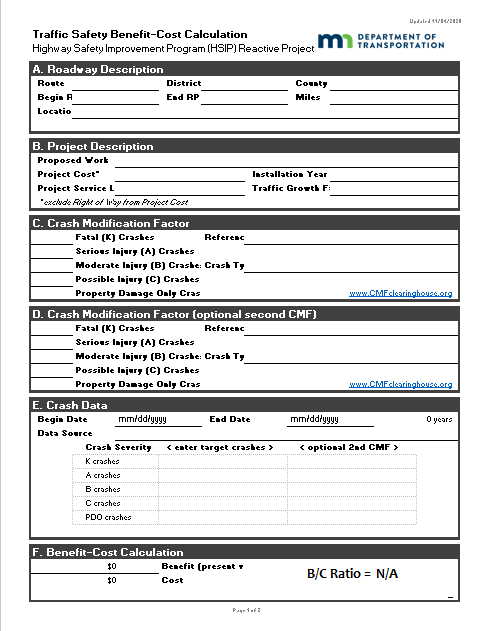 Updated 11/04/2020
Traffic Safety Benefit-Cost Calculation
Highway Safety Improvement Program (HSIP) Reactive Project
DEPARTMENT OF
TRANSPORTATION
A. Roadway Description
Route District County
Begin R End RP Miles
Locatio
B. Project Description
Proposed Work
Project Cost* Installation Year
Project Service L Traffic Growth F
*exclude Right of Way from Project Cost
C. Crash Modification Factor
Fatal (K) Crashes Referenc
Serious Injury (A) Crashes
Moderate Injury (B) Crashe: Crash Ty
Possible Injury (C) Crashes
Property Damage Only Cras www.CMFclearinghouse.org
D. Crash Modification Factor (optional second CMF)
Fatal (K) Crashes Referenc
Serious Injury (A) Crashes
Moderate Injury (B) Crashe: Crash Ty
Possible Injury (C) Crashes
Property Damage Only Cras www.CMFclearinghouse.org
E. Crash Data
Begin Date mm/dd/yyyy End Date mm/dd/yyyy 0 years
Data Source
Crash Severity < enter target crashes > < optional 2nd CMF >
K crashes
A crashes
B crashes
C crashes
PDO crashes
F. Benefit-Cost Calculation
$0 Benefit (present v
$0 Cost
B/C Ratio = N/A
Page 1 of 2